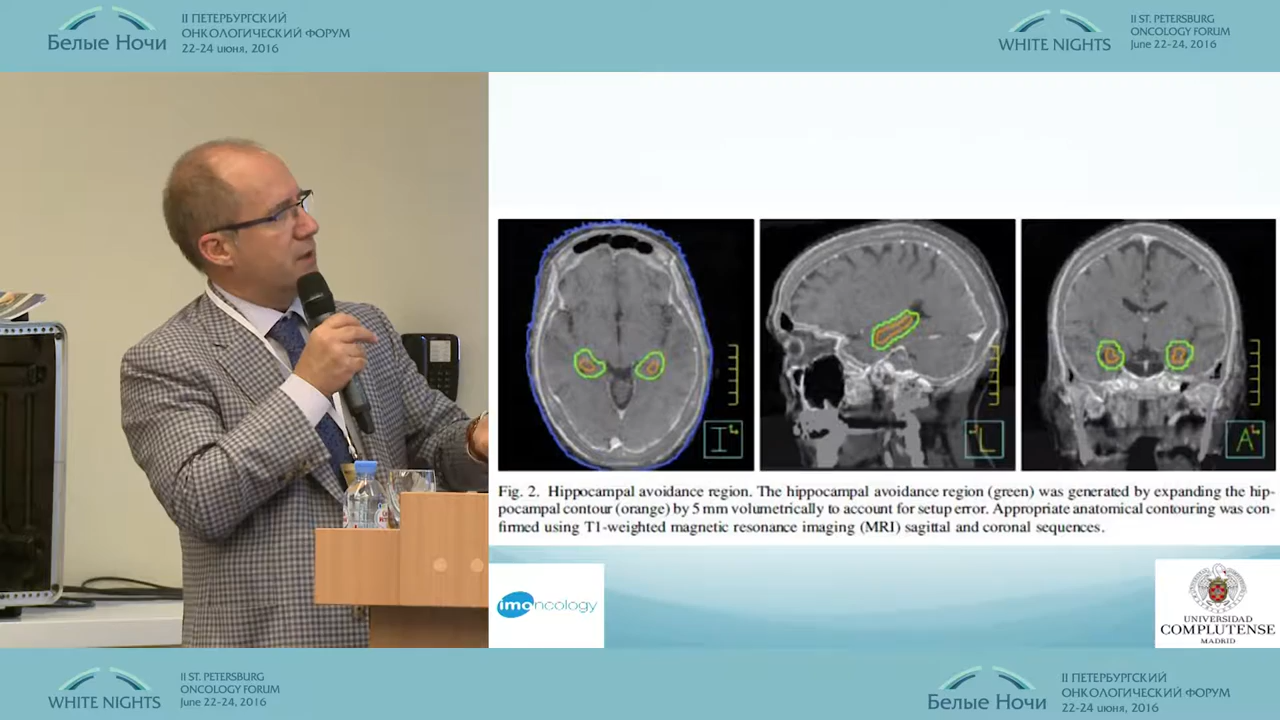 Белые Ночи
II ПЕТЕРБУРГСКИЙ
ОНКОЛОГИЧЕСКИЙ ФОРУМ
22-24 июня, 2016
WHITE NIGHTS
II ST. PETERSBURG
ONCOLOGY FORUM
June 22-24, 2016
I
L
A
Fig. 2. Hippocampal avoidance region. The hippocampal avoidance region (green) was generated by expanding the hip-
pocampal contour (orange) by 5 mm volumetrically to account for setup error. Appropriate anatomical contouring was con-
firmed using T1-weighted magnetic resonance imaging (MRI) sagittal and coronal sequences.
imoncology
UNIVERSIDAD
COMPLUTENSE
MADRID
WHITE NIGHTS
II ST. PETERSBURG
ONCOLOGY FORUM
June 22-24, 2016
Белые Ночи
II ПЕТЕРБУРГСКИЙ
ОНКОЛОГИЧЕСКИЙ ФОРУМ
22-24 июня, 2016